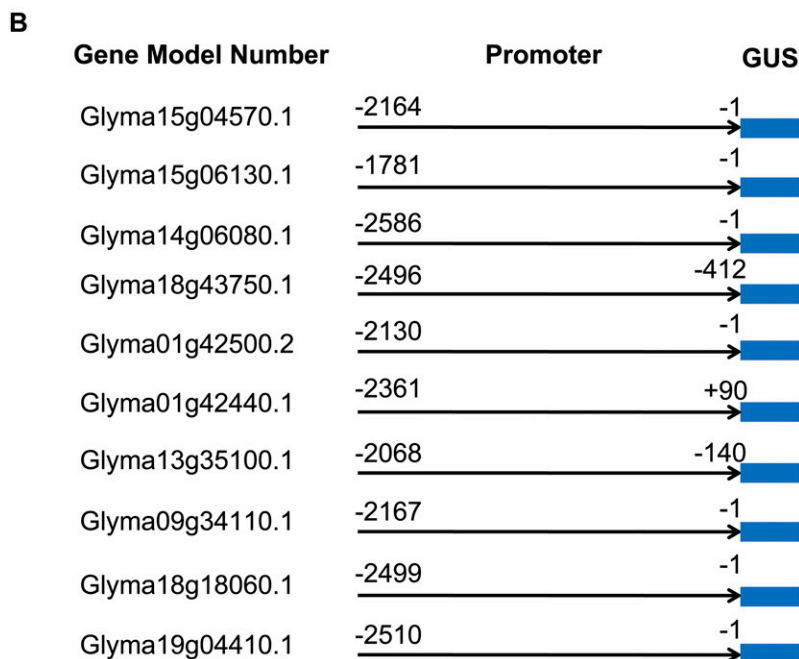 B
Gene Model Number Promoter GUS
Glyma15g04570.1 -2164 -1
Glyma15g06130.1 -1781 -1
Glyma14g06080.1 -2586 -1
Glyma18g43750.1 -2496 -412
Glyma01g42500.2 -2130 -1
Glyma01g42440.1 -2361 +90
Glyma13g35100.1 -2068 -140
Glyma09g34110.1 -2167 -1
Glyma18g18060.1 -2499 -1
Glyma19g04410.1 -2510 -1